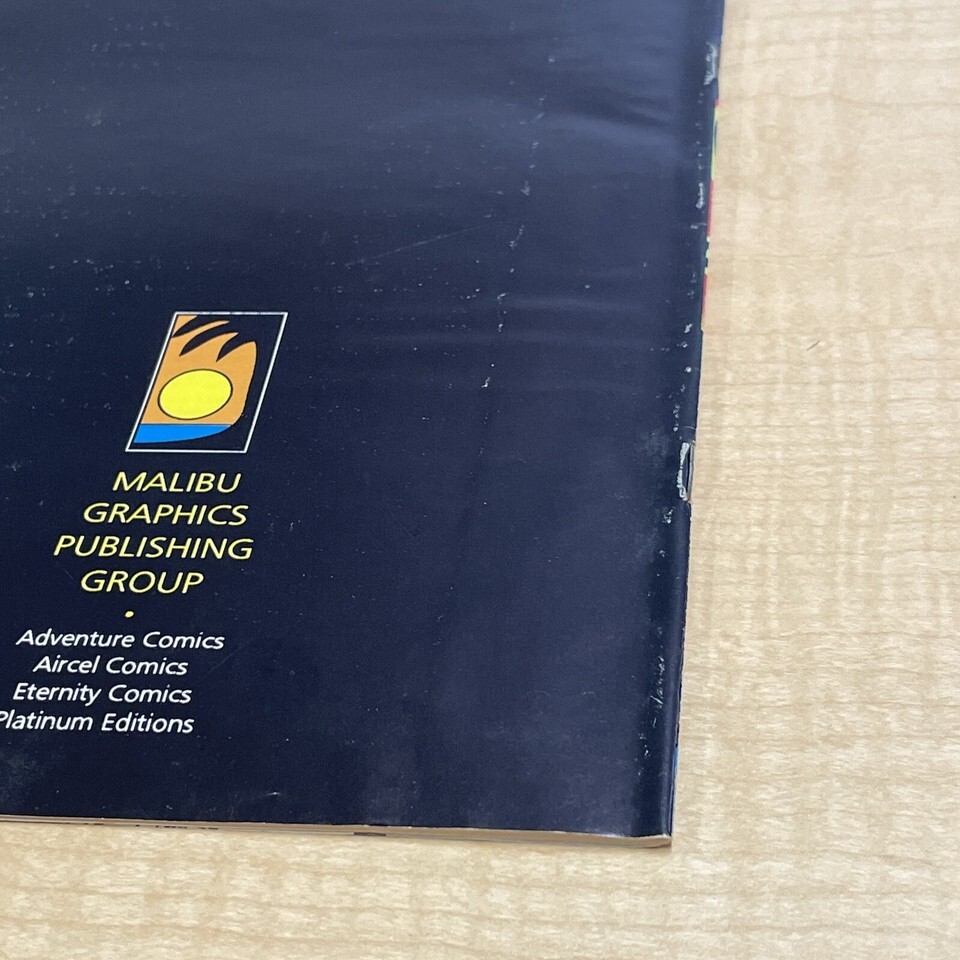 MALIBU
GRAPHICS
PUBLISHING
GROUP
•
Adventure Comics
Aircel Comics
Eternity Comics
Platinum Editions